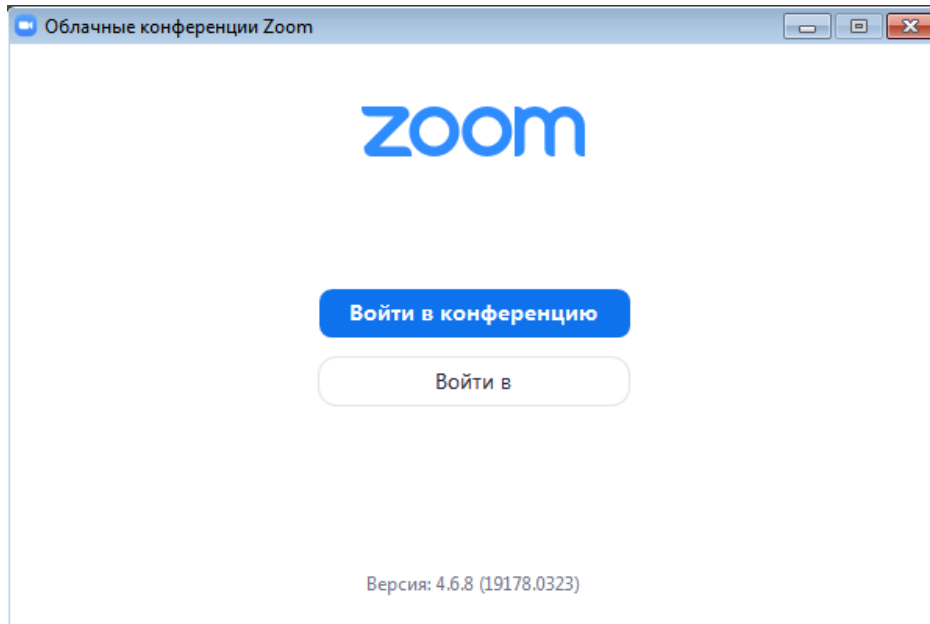 Облачные конференции Zoom
zoom
Войти в конференцию
Войти в
Версия: 4.6.8 (19178.0323)